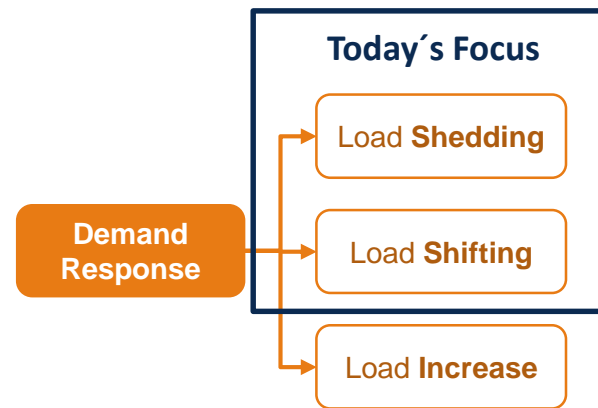 Today´s Focus
Load Shedding
Demand
Response
Load Shifting
Load Increase